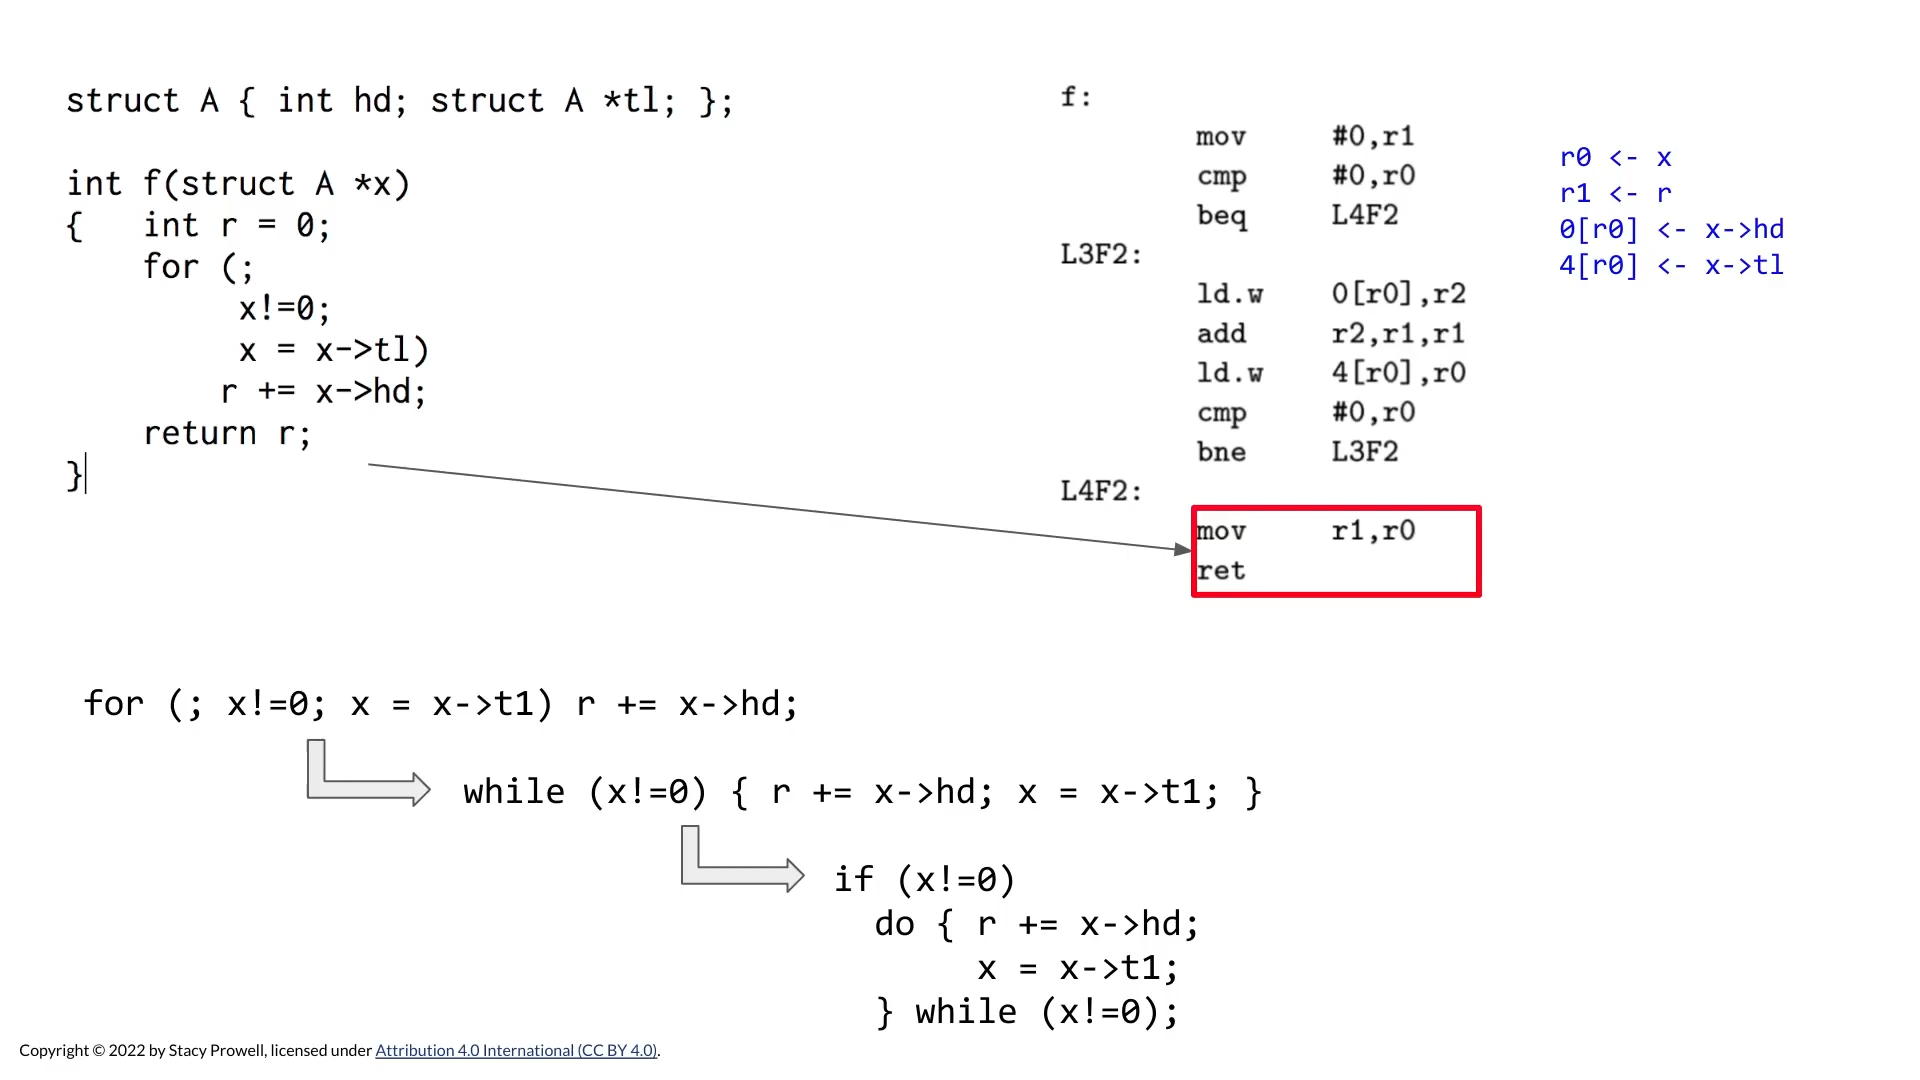 struct A { int hd; struct A *tl; };
int f(struct A *x)
{   int r = 0;
    for (;
         x!=0;
         x = x->tl)
        r += x->hd;
    return r;
}
f:
mov #0,r1
cmp #0,r0
beq L4F2
L3F2:
ld.w 0[r0],r2
add r2,r1,r1
ld.w 4[r0],r0
cmp #0,r0
bne L3F2
L4F2:
mov r1,r0
ret
r0 <- x
r1 <- r
0[r0] <- x->hd
4[r0] <- x->tl
for (; x!=0; x = x->t1) r += x->hd;
while (x!=0) { r += x->hd; x = x->t1; }
if (x!=0)
  do { r += x->hd;
       x = x->t1;
  } while (x!=0);
Copyright © 2022 by Stacy Prowell, licensed under Attribution 4.0 International (CC BY 4.0).